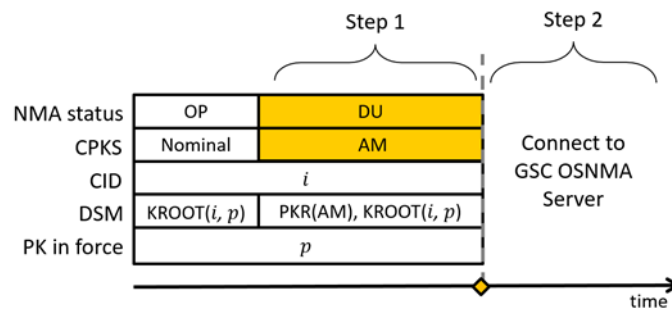 Step 1 Step 2
NMA status OP DU
CPKS Nominal AM
CID i
DSM KROOT(i, p) PKR(AM), KROOT(i, p)
PK in force p
Connect to
GSC OSNMA
Server
time